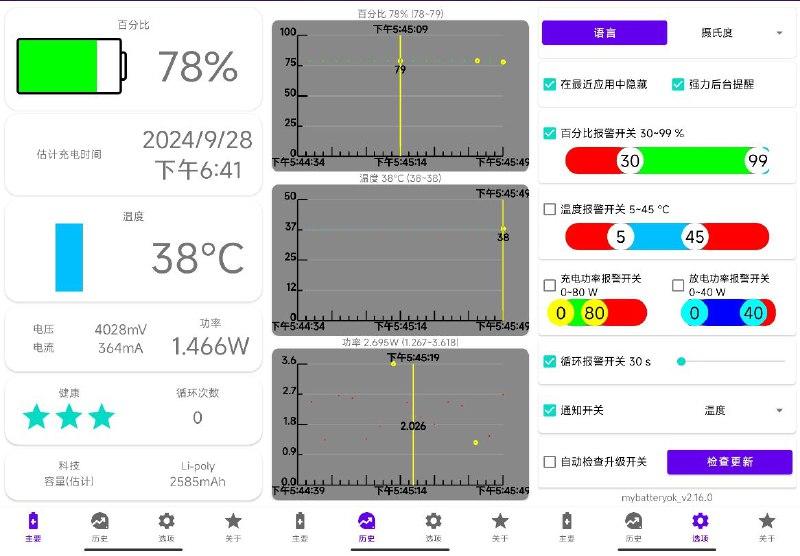 百分比
78%
估计充电时间
2024/9/28
下午6:41
温度
38°C
电压 4028mV
电流 364mA
功率
1.466W
健康
循环次数
0
科技 Li-poly
容量(估计) 2585mAh
主要 历史 选项 关于
百分比 78% (78~79)
下午5:45:09
100
75
79
50
25
0
下午5:44:34 下午5:45:14 下午5:45:49
温度 38°C (38~38)
下午5:45:49
50
37
38
25
12
0
下午5:44:34 下午5:45:14 下午5:45:49
功率 2.695W (1.267~3.618)
下午5:45:19
3.6
2.7
1.8
2.026
0.9
0.0
下午5:44:39 下午5:45:14 下午5:45:49
主要 历史 选项 关于
语言 摄氏度
在最近应用中隐藏 强力后台提醒
百分比报警开关 30~99 %
30 99
温度报警开关 5~45 °C
5 45
充电功率报警开关
0~80 W
放电功率报警开关
0~40 W
0 80 0 40
循环报警开关 30 s
通知开关 温度
自动检查升级开关 检查更新
mybatteryok_v2.16.0
主要 历史 选项 关于